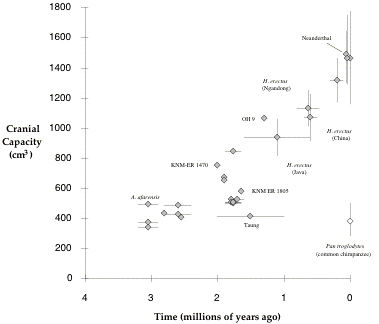 1800
1600
1400
1200
1000
800
600
400
200
0
Cranial
Capacity
(cm3)
Neanderthal
H. erectus
(Ngandong)
OH 9
H. erectus
(China)
KNM-ER 1470
H. erectus
(Java)
A. afarensis
KNM ER 1805
Taung
Pan troglodytes
(common chimpanzee)
4 3 2 1 0
Time (millions of years ago)